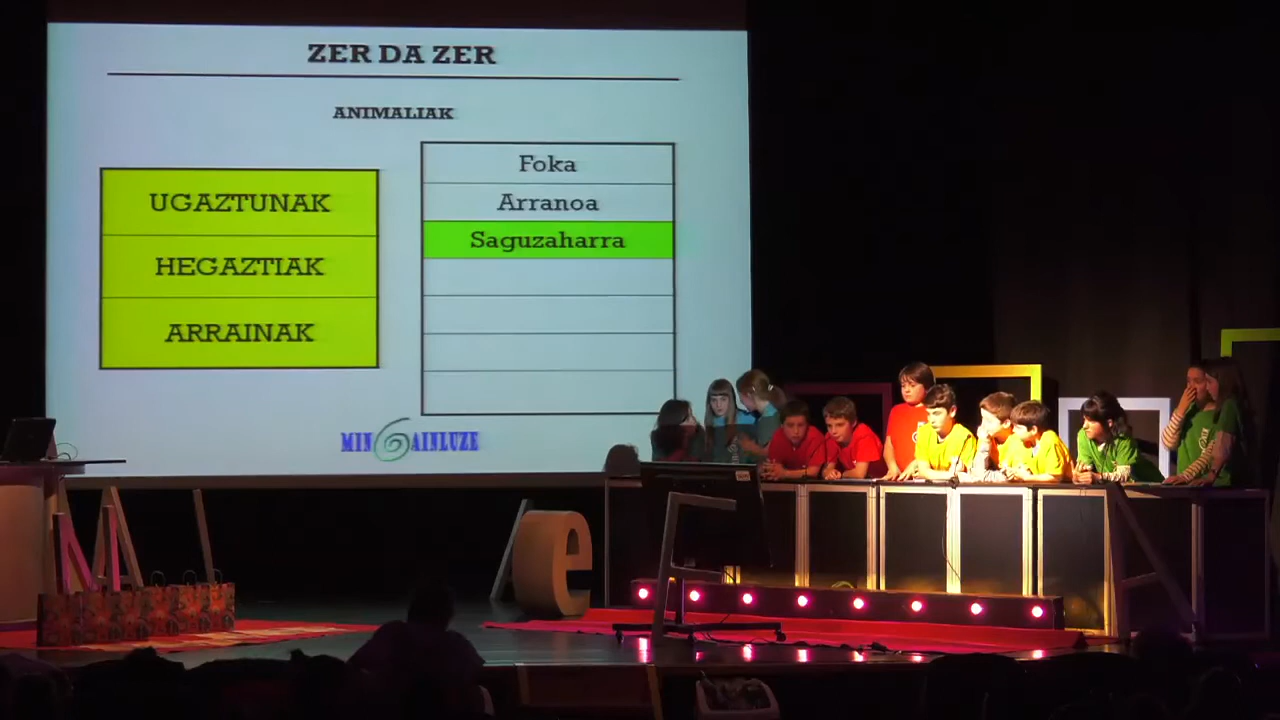 ZER DA ZER
ANIMALIAK
UGAZTUNAK
HEGAZTIAK
ARRAINAK
Foka
Arranoa
Saguzaharra
MINGAINLUZE
e